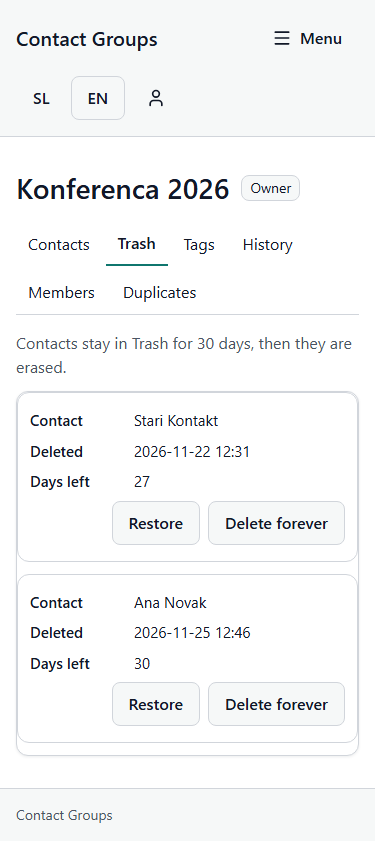 Contact Groups
Menu
SL
EN
Konferenca 2026
Owner
Contacts
Trash
Tags
History
Members
Duplicates
Contacts stay in Trash for 30 days, then they are
erased.
Contact Stari Kontakt
Deleted 2026-11-22 12:31
Days left 27
Restore
Delete forever
Contact Ana Novak
Deleted 2026-11-25 12:46
Days left 30
Restore
Delete forever
Contact Groups